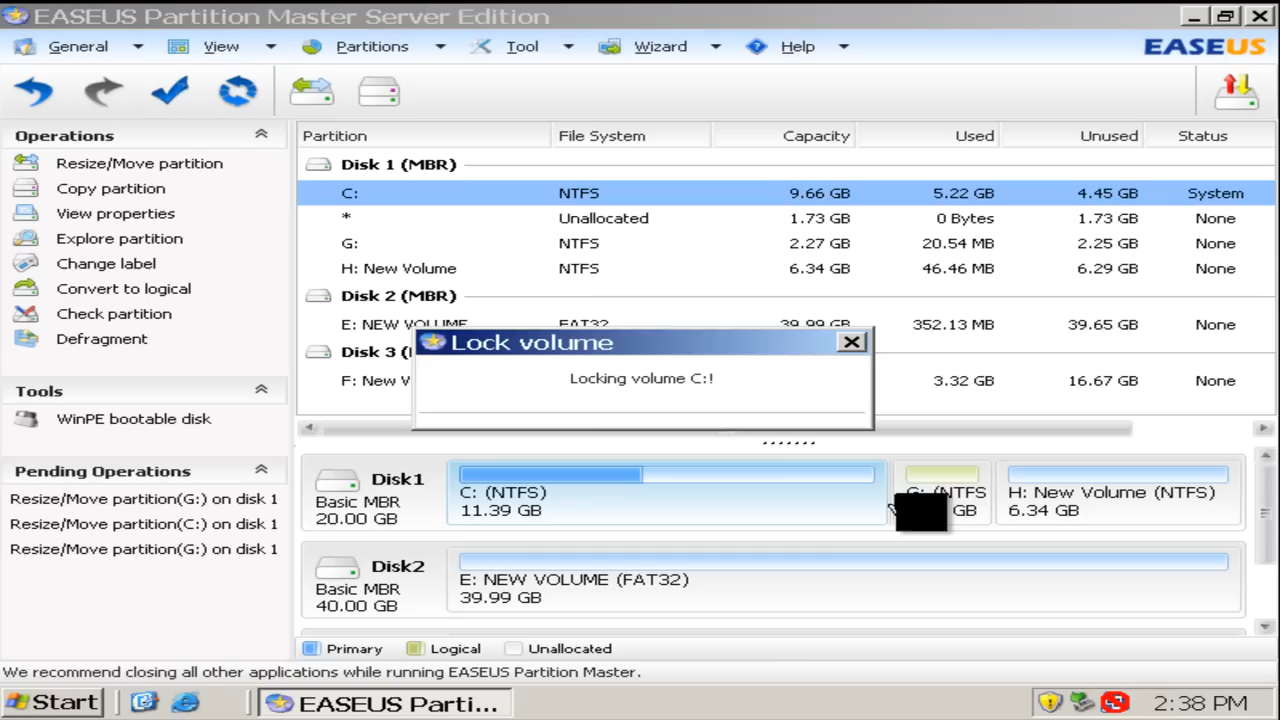 EASEUS Partition Master Server Edition
General View Partitions Tool Wizard Help EASEUS
Operations
Resize/Move partition
Copy partition
View properties
Explore partition
Change label
Convert to logical
Check partition
Defragment
Tools
WinPE bootable disk
Pending Operations
Resize/Move partition(G:) on disk 1
Resize/Move partition(C:) on disk 1
Resize/Move partition(G:) on disk 1
Partition File System Capacity Used Unused Status
Disk 1 (MBR)
C: NTFS 9.66 GB 5.22 GB 4.45 GB System
* Unallocated 1.73 GB 0 Bytes 1.73 GB None
G: NTFS 2.27 GB 20.54 MB 2.25 GB None
H: New Volume NTFS 6.34 GB 46.46 MB 6.29 GB None
Disk 2 (MBR)
E: NEW VOLUME FAT32 39.99 GB 352.13 MB 39.65 GB None
Disk 3
F: New 3.32 GB 16.67 GB None
Lock volume
Locking volume C:!
Disk1
Basic MBR
20.00 GB
C: (NTFS)
11.39 GB
(NTFS
GB
H: New Volume (NTFS)
6.34 GB
Disk2
Basic MBR
40.00 GB
E: NEW VOLUME (FAT32)
39.99 GB
Primary Logical Unallocated
We recommend closing all other applications while running EASEUS Partition Master.
Start EASEUS Parti... 2:38 PM